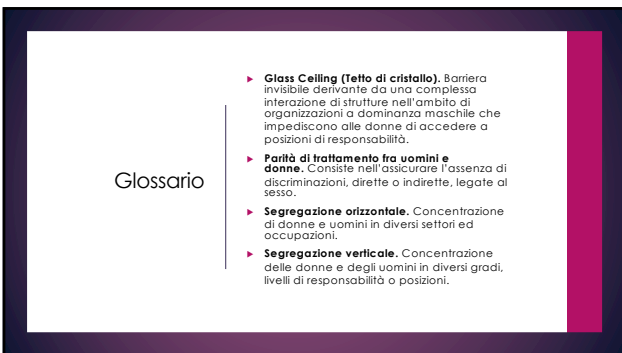 Glossario
Glass Ceiling (Tetto di cristallo). Barriera
invisibile derivante da una complessa
interazione di strutture nell'ambito di
organizzazioni a dominanza maschile che
impediscono alle donne di accedere a
posizioni di responsabilità.
Parità di trattamento fra uomini e
donne. Consiste nell'assicurare l'assenza di
discriminazioni, dirette o indirette, legate al
sesso.
Segregazione orizzontale. Concentrazione
di donne e uomini in diversi settori ed
occupazioni.
Segregazione verticale. Concentrazione
delle donne e degli uomini in diversi gradi,
livelli di responsabilità o posizioni.